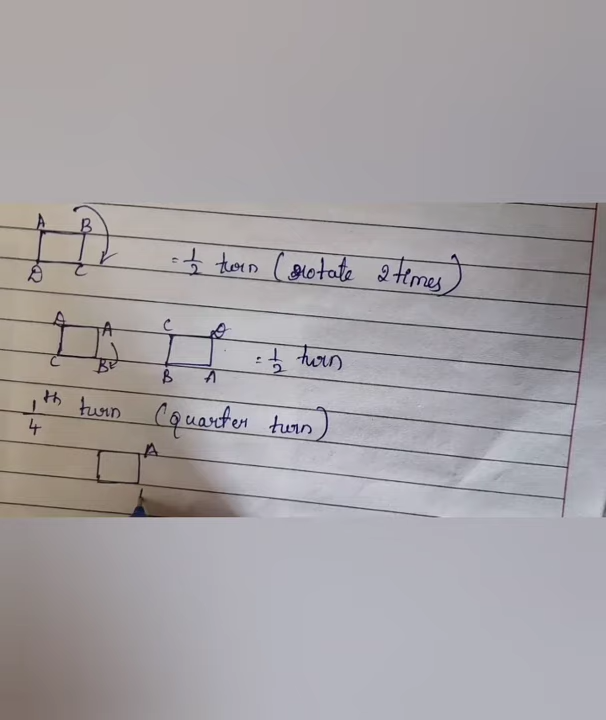 A B
D C
= 1/2 turn (rotate 2 times)
D A
C B
C D
B A
= 1/2 turn
1/4 th turn (quarter turn)
A